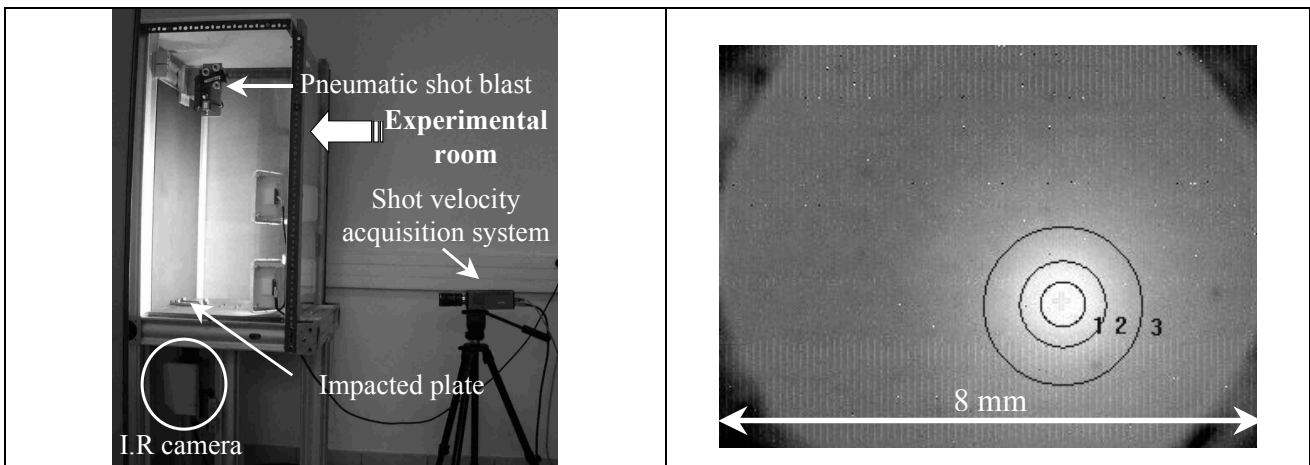 Pneumatic shot blast
Experimental
room
Shot velocity
acquisition system
Impacted plate
I.R camera
1 2 3
8 mm